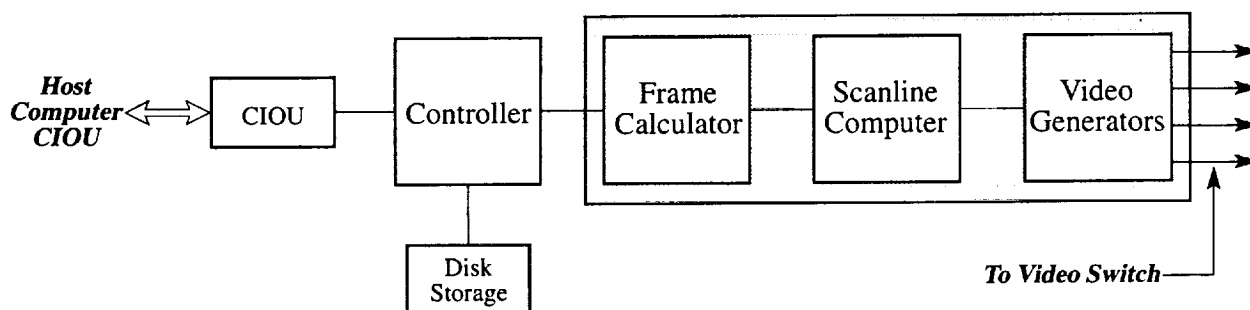 Host
Computer
CIOU
CIOU
Controller
Frame
Calculator
Scanline
Computer
Video
Generators
Disk
Storage
To Video Switch